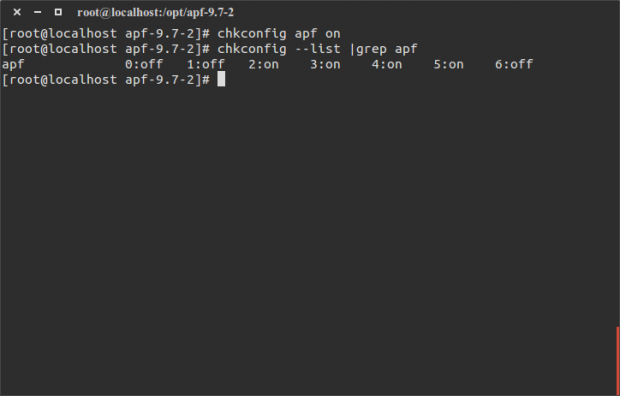 root@localhost:/opt/apf-9.7-2
[root@localhost apf-9.7-2]# chkconfig apf on
[root@localhost apf-9.7-2]# chkconfig --list |grep apf
apf             0:off   1:off   2:on    3:on    4:on    5:on    6:off
[root@localhost apf-9.7-2]#